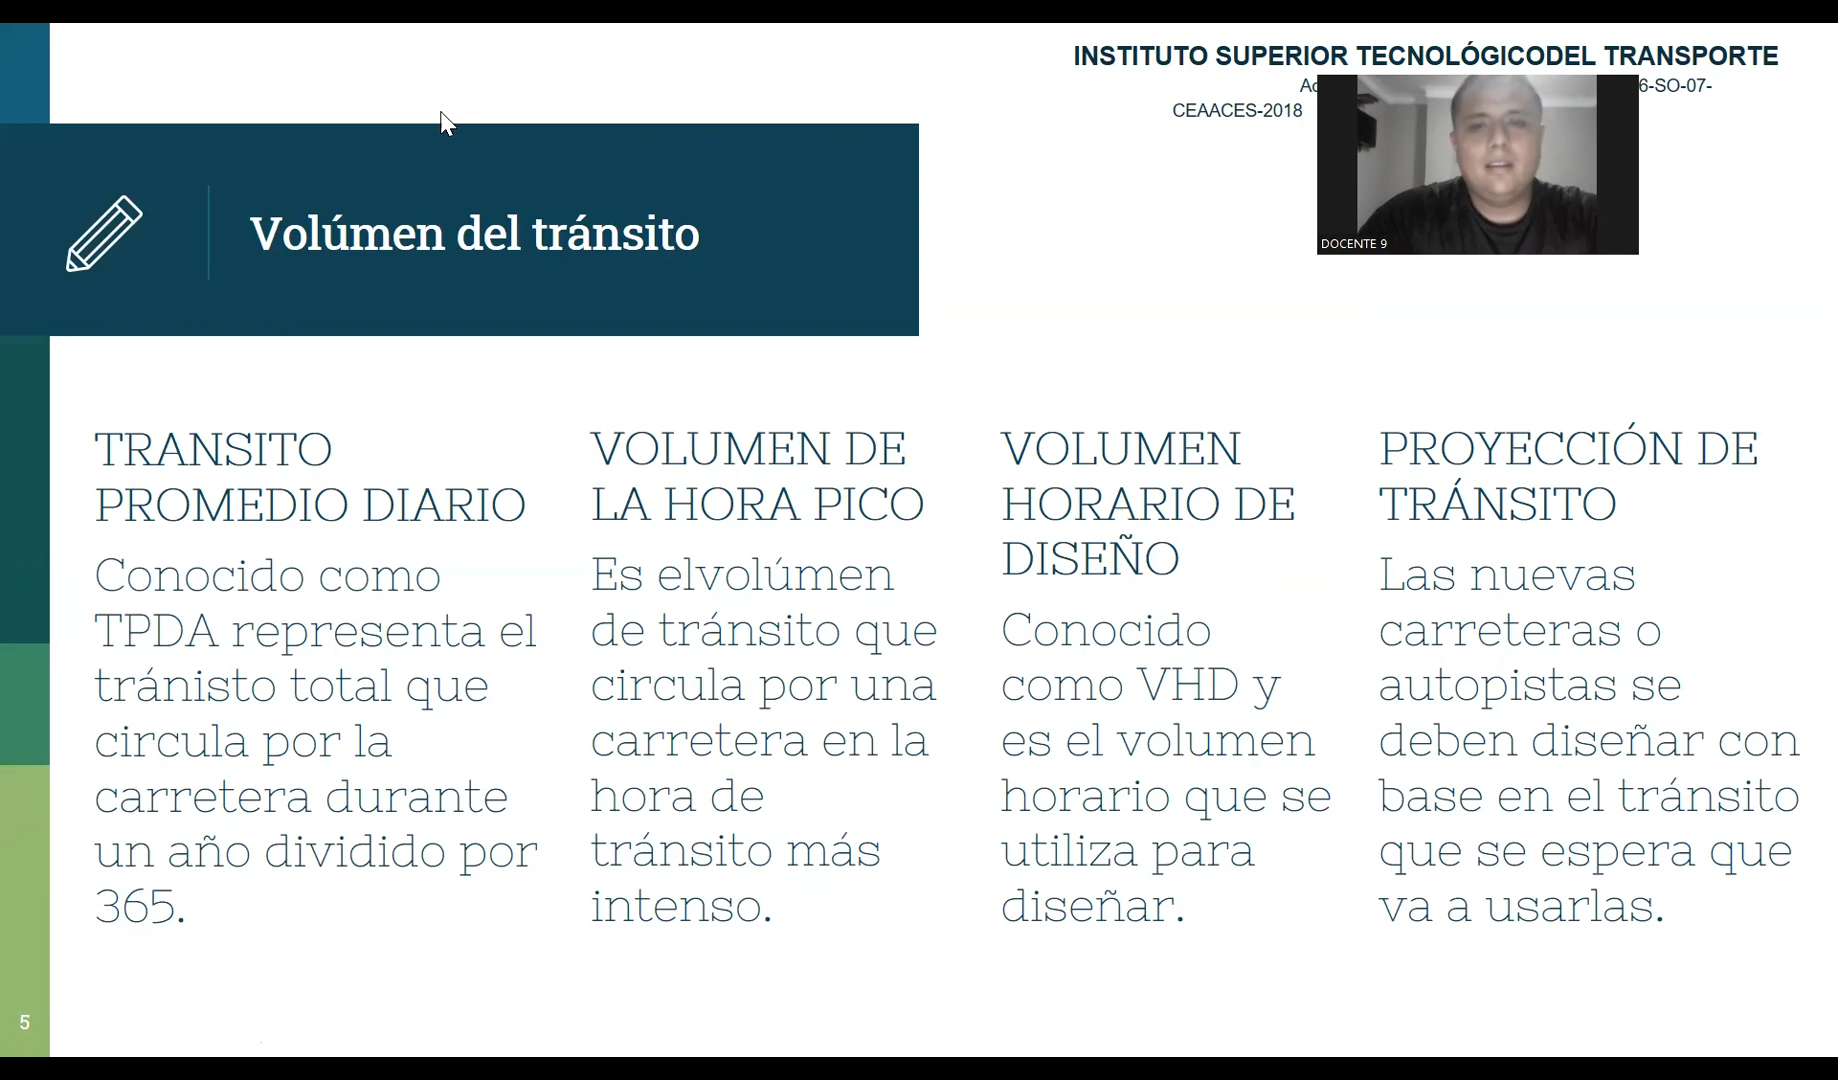 INSTITUTO SUPERIOR TECNOLÓGICODEL TRANSPORTE
6-SO-07-
CEAACES-2018
DOCENTE 9
Volúmen del tránsito
TRANSITO
PROMEDIO DIARIO
Conocido como
TPDA representa el
tránisto total que
circula por la
carretera durante
un año dividido por
365.
VOLUMEN DE
LA HORA PICO
Es elvolúmen
de tránsito que
circula por una
carretera en la
hora de
tránsito más
intenso.
VOLUMEN
HORARIO DE
DISEÑO
Conocido
como VHD y
es el volumen
horario que se
utiliza para
diseñar.
PROYECCIÓN DE
TRÁNSITO
Las nuevas
carreteras o
autopistas se
deben diseñar con
base en el tránsito
que se espera que
va a usarlas.
5